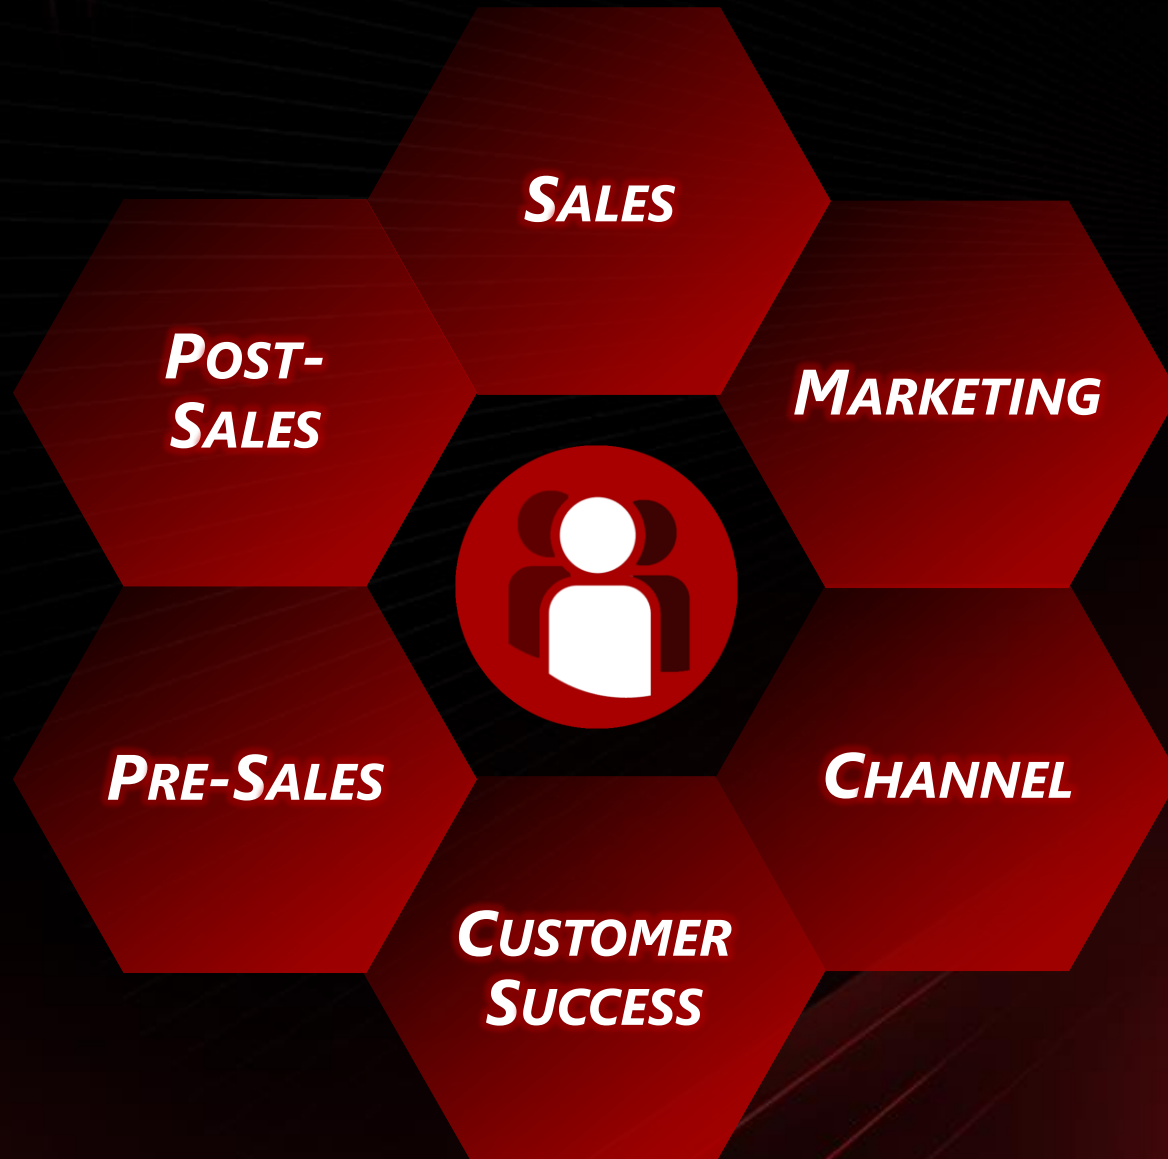 SALES
POST-
SALES
MARKETING
PRE-SALES
CHANNEL
CUSTOMER
SUCCESS